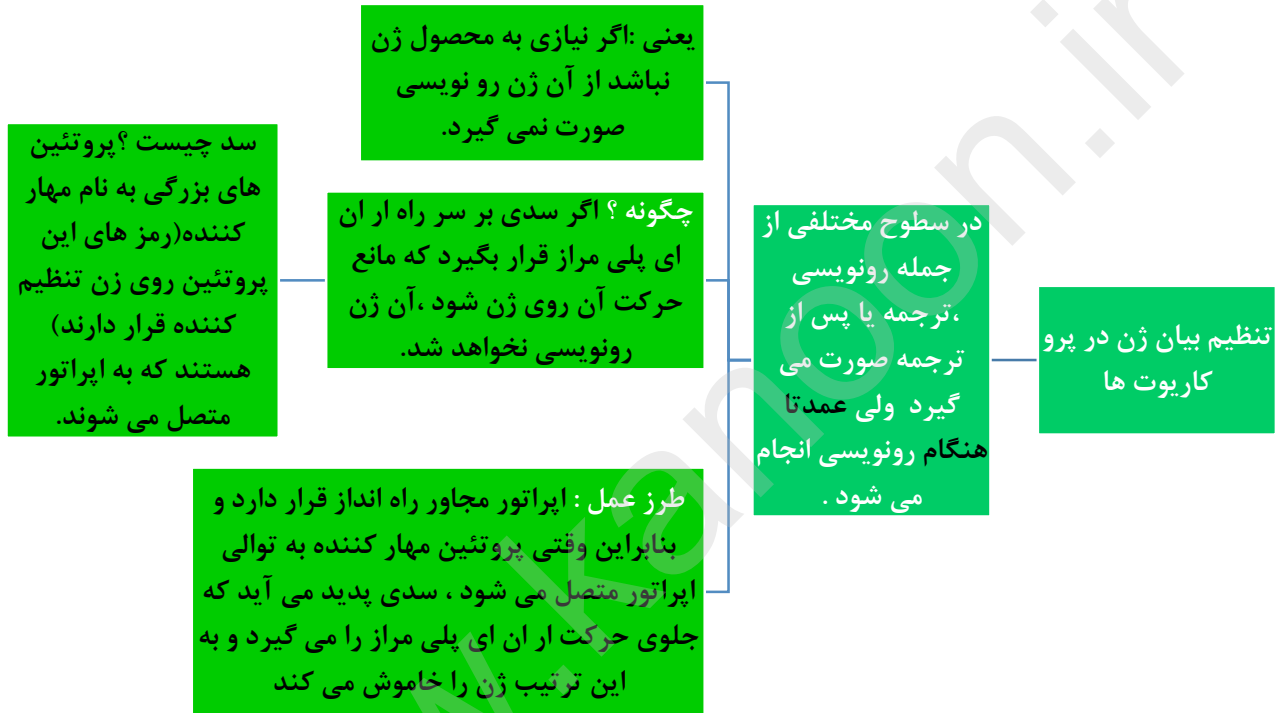 تنظیم بیان ژن در پرو
کاریوت ها
در سطوح مختلفی از
جمله رونویسی
،ترجمه یا پس از
ترجمه صورت می
گیرد ولی عمدتا
هنگام رونویسی انجام
می شود .
یعنی :اگر نیازی به محصول ژن
نباشد از آن ژن رو نویسی
صورت نمی گیرد.
چگونه ؟ اگر سدی بر سر راه ار ان
ای پلی مراز قرار بگیرد که مانع
حرکت آن روی ژن شود ،آن ژن
رونویسی نخواهد شد.
سد چیست ؟پروتئین
های بزرگی به نام مهار
کننده(رمز های این
پروتئین روی زن تنظیم
کننده قرار دارند)
هستند که به اپراتور
متصل می شوند.
طرز عمل : اپراتور مجاور راه انداز قرار دارد و
بنابراین وقتی پروتئین مهار کننده به توالی
اپراتور متصل می شود ، سدی پدید می آید که
جلوی حرکت ار ان ای پلی مراز را می گیرد و به
این ترتیب ژن را خاموش می کند
w.kanoon.ir